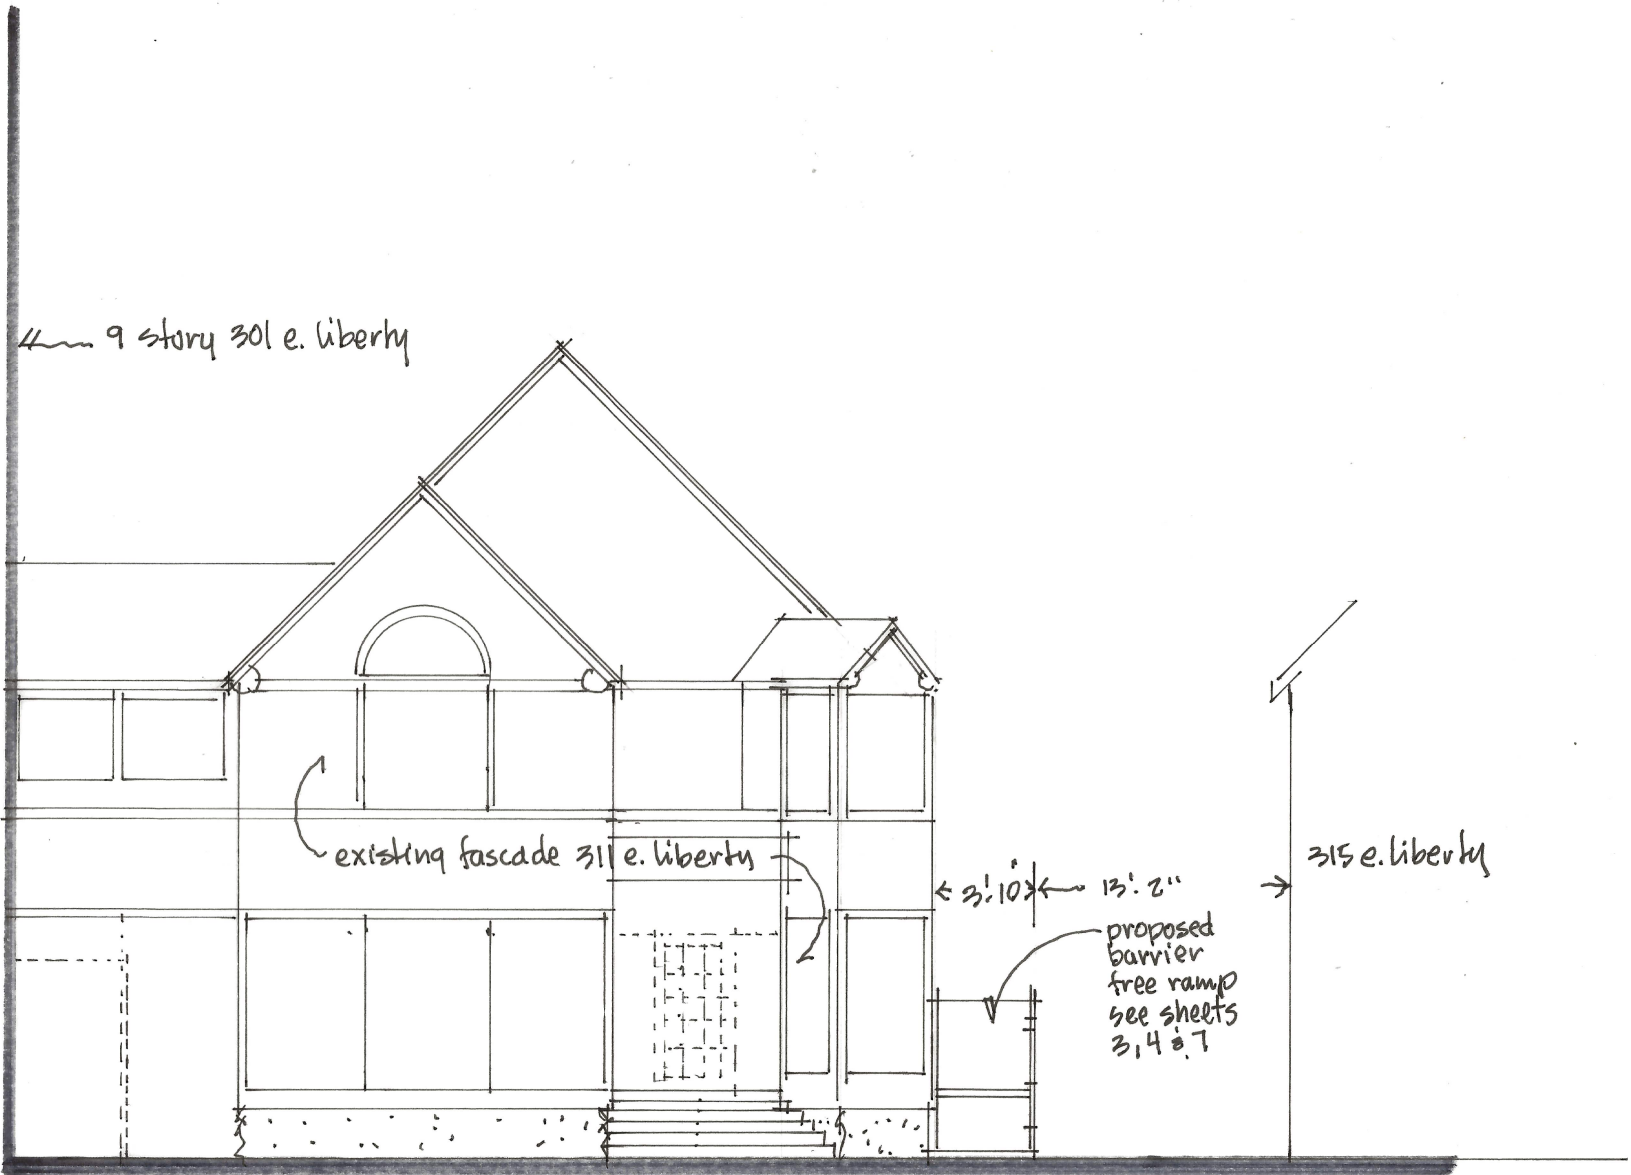 9 story 301 e. liberty
existing fascade 311 e. liberty
315 e. liberty
3'.10" 13'. 2"
proposed
barrier
free ramp
see sheets
3, 4 & 7